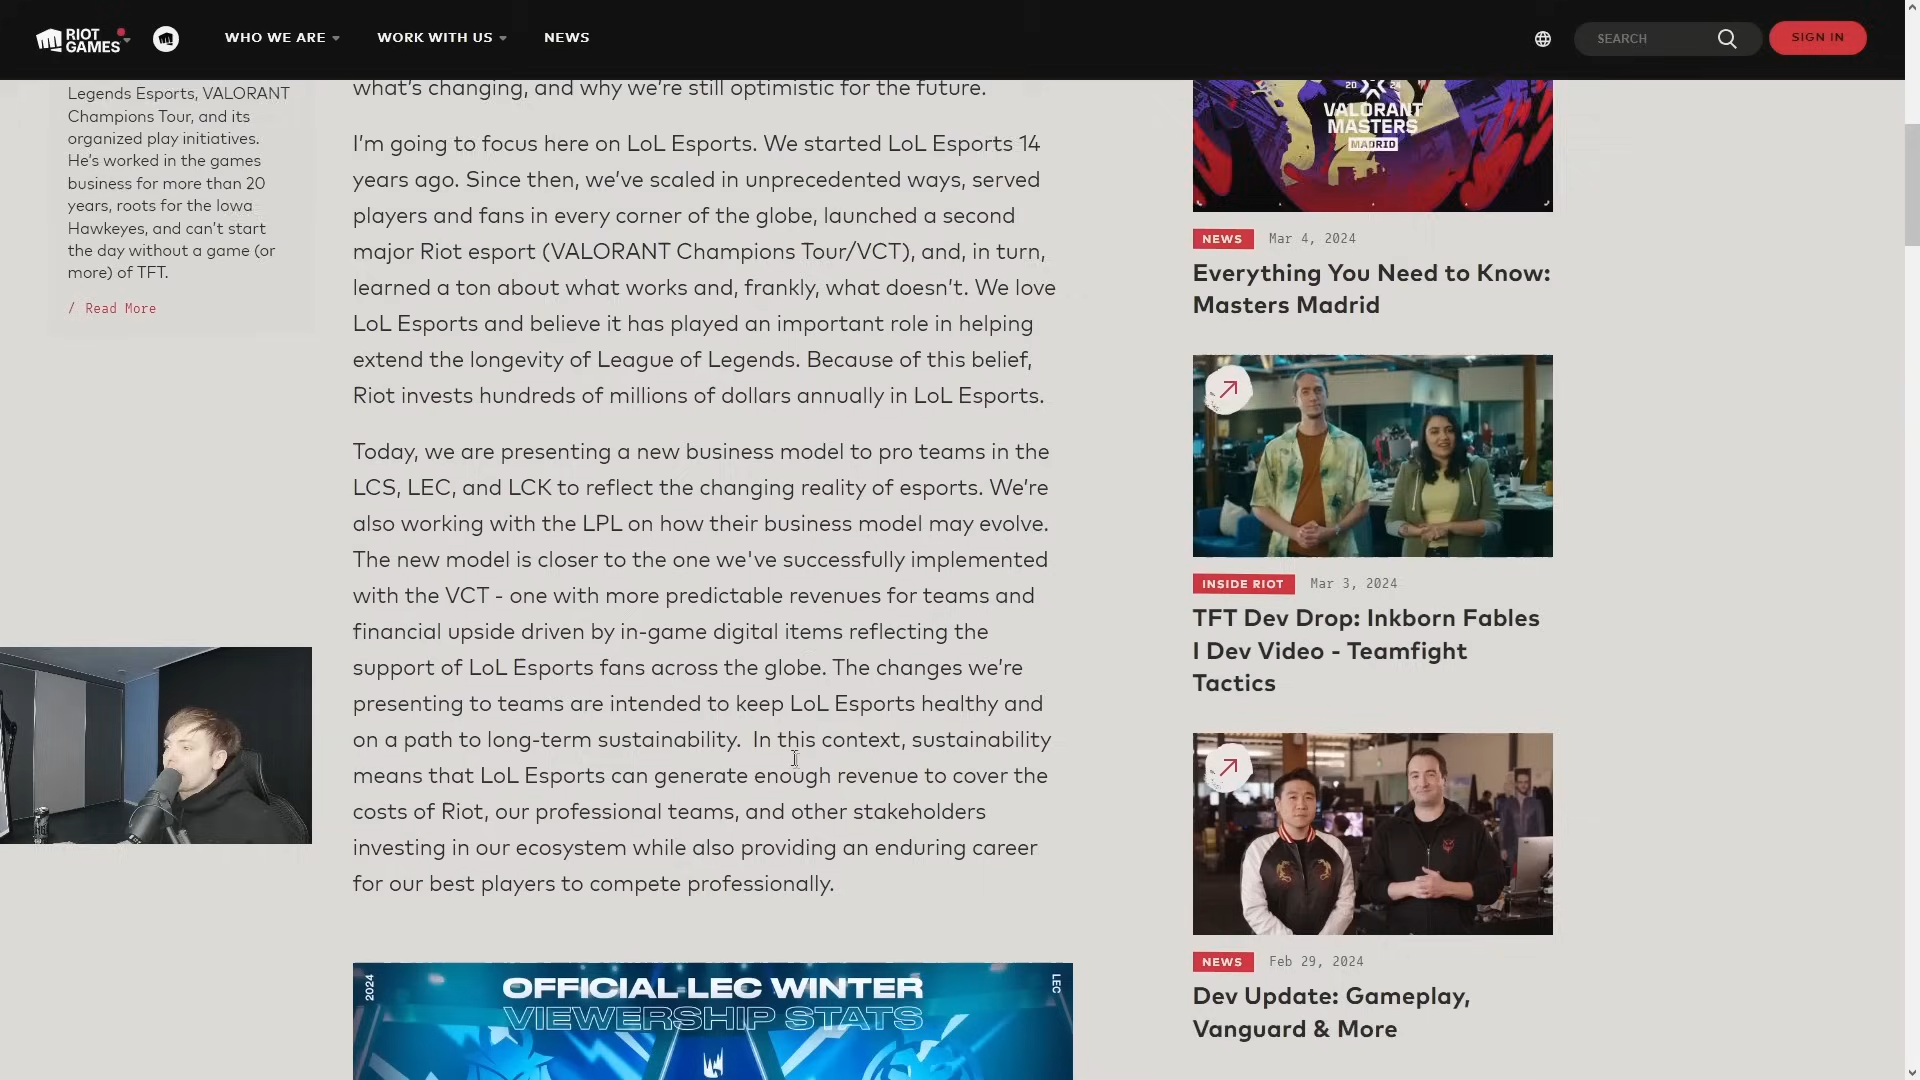 RIOT
GAMES
WHO WE ARE
WORK WITH US
NEWS
SEARCH
SIGN IN
Legends Esports, VALORANT
Champions Tour, and its
organized play initiatives.
He’s worked in the games
business for more than 20
years, roots for the Iowa
Hawkeyes, and can’t start
the day without a game (or
more) of TFT.
/ Read More
what’s changing, and why we’re still optimistic for the future.
I’m going to focus here on LoL Esports. We started LoL Esports 14
years ago. Since then, we’ve scaled in unprecedented ways, served
players and fans in every corner of the globe, launched a second
major Riot esport (VALORANT Champions Tour/VCT), and, in turn,
learned a ton about what works and, frankly, what doesn’t. We love
LoL Esports and believe it has played an important role in helping
extend the longevity of League of Legends. Because of this belief,
Riot invests hundreds of millions of dollars annually in LoL Esports.
Today, we are presenting a new business model to pro teams in the
LCS, LEC, and LCK to reflect the changing reality of esports. We’re
also working with the LPL on how their business model may evolve.
The new model is closer to the one we've successfully implemented
with the VCT - one with more predictable revenues for teams and
financial upside driven by in-game digital items reflecting the
support of LoL Esports fans across the globe. The changes we’re
presenting to teams are intended to keep LoL Esports healthy and
on a path to long-term sustainability.  In this context, sustainability
means that LoL Esports can generate enough revenue to cover the
costs of Riot, our professional teams, and other stakeholders
investing in our ecosystem while also providing an enduring career
for our best players to compete professionally.
2024
OFFICIAL LEC WINTER
VIEWERSHIP STATS
LEC
20 24
VALORANT
MASTERS
MADRID
NEWS Mar 4, 2024
Everything You Need to Know:
Masters Madrid
INSIDE RIOT Mar 3, 2024
TFT Dev Drop: Inkborn Fables
I Dev Video - Teamfight
Tactics
NEWS Feb 29, 2024
Dev Update: Gameplay,
Vanguard & More